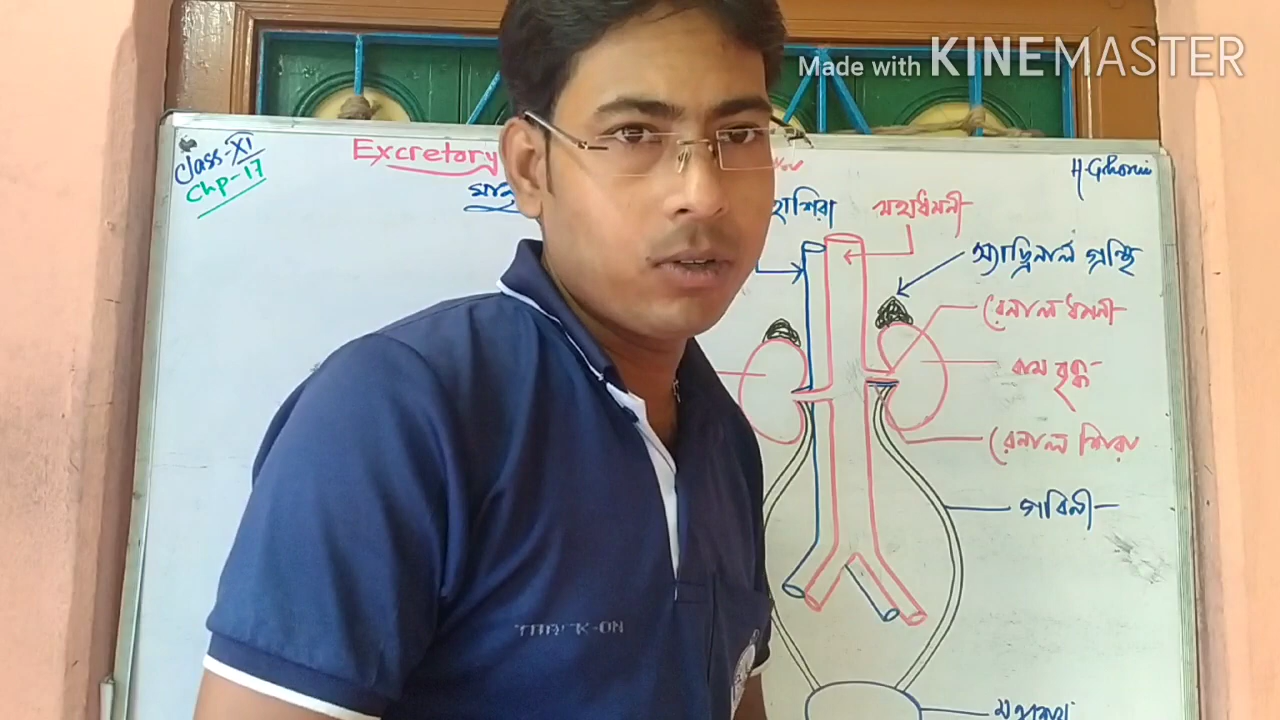 Made with KINEMASTER
Class-XI
Chp-17
Excretory
H. Ghorui
মহাধমনী
অ্যাড্রিনাল গ্রন্থি
রেনাল ধমনী
বাম বৃক্ক
রেনাল শিরা
গবিনী